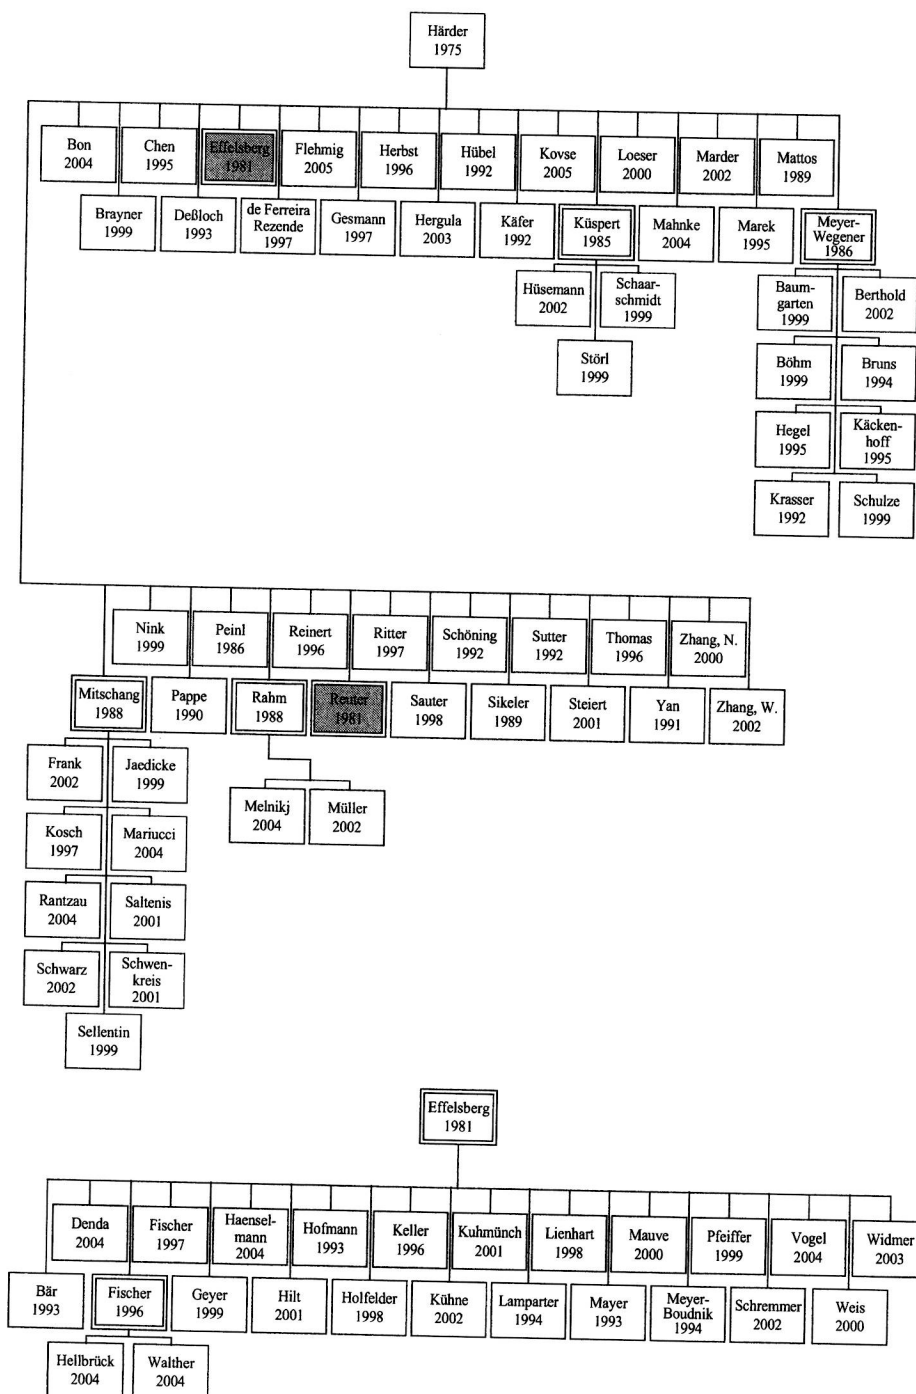 Härder
1975
Bon
2004
Chen
1995
Effelsberg
1981
Flehmig
2005
Herbst
1996
Hübel
1992
Kovse
2005
Loeser
2000
Marder
2002
Mattos
1989
Brayner
1999
Deßloch
1993
de Ferreira
Rezende
1997
Gesmann
1997
Hergula
2003
Käfer
1992
Küspert
1985
Mahnke
2004
Marek
1995
Meyer-
Wegener
1986
Hüsemann
2002
Schaar-
schmidt
1999
Störl
1999
Baum-
garten
1999
Berthold
2002
Böhm
1999
Bruns
1994
Hegel
1995
Käcken-
hoff
1995
Krasser
1992
Schulze
1999
Nink
1999
Peinl
1986
Reinert
1996
Ritter
1997
Schöning
1992
Sutter
1992
Thomas
1996
Zhang, N.
2000
Mitschang
1988
Pappe
1990
Rahm
1988
Reuter
1981
Sauter
1998
Sikeler
1989
Steiert
2001
Yan
1991
Zhang, W.
2002
Frank
2002
Jaedicke
1999
Melnikj
2004
Müller
2002
Kosch
1997
Mariucci
2004
Rantzau
2004
Saltenis
2001
Schwarz
2002
Schwen-
kreis
2001
Sellentin
1999
Effelsberg
1981
Denda
2004
Fischer
1997
Haensel-
mann
2004
Hofmann
1993
Keller
1996
Kuhmünch
2001
Lienhart
1998
Mauve
2000
Pfeiffer
1999
Vogel
2004
Widmer
2003
Bär
1993
Fischer
1996
Geyer
1999
Hilt
2001
Holfelder
1998
Kühne
2002
Lamparter
1994
Mayer
1993
Meyer-
Boudnik
1994
Schremmer
2002
Weis
2000
Hellbrück
2004
Walther
2004